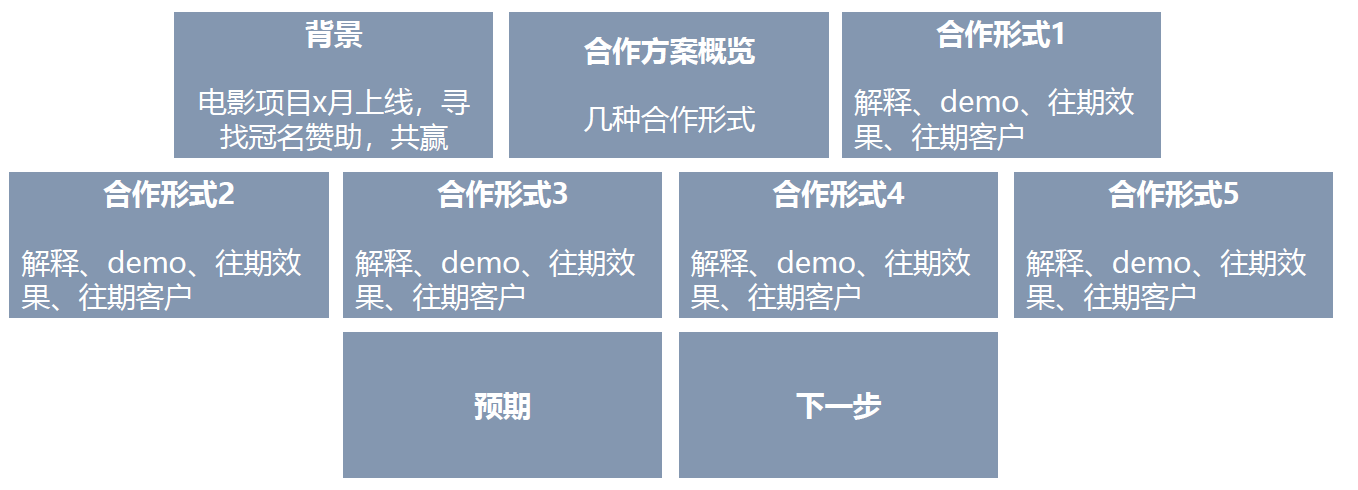 背景
电影项目x月上线，寻
找冠名赞助，共赢
合作方案概览
几种合作形式
合作形式1
解释、demo、往期效
果、往期客户
合作形式2
解释、demo、往期效
果、往期客户
合作形式3
解释、demo、往期效
果、往期客户
合作形式4
解释、demo、往期效
果、往期客户
合作形式5
解释、demo、往期效
果、往期客户
预期
下一步